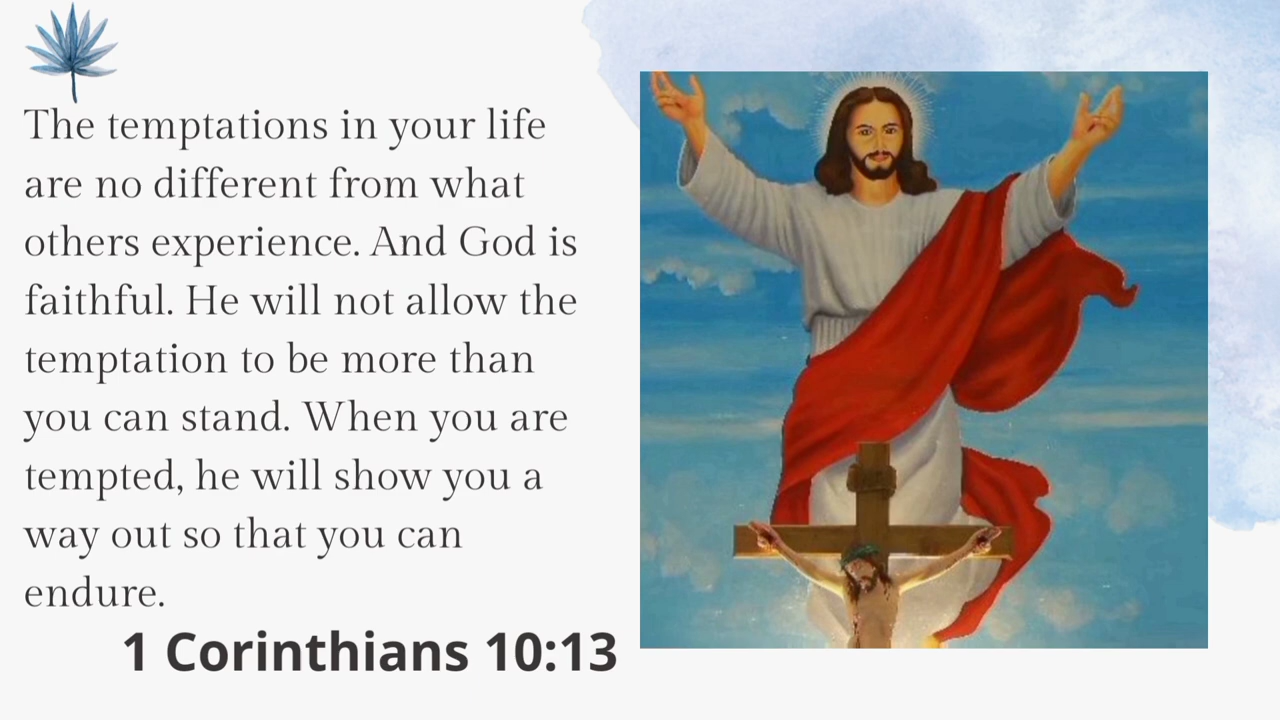 The temptations in your life
are no different from what
others experience. And God is
faithful. He will not allow the
temptation to be more than
you can stand. When you are
tempted, he will show you a
way out so that you can
endure.
1 Corinthians 10:13